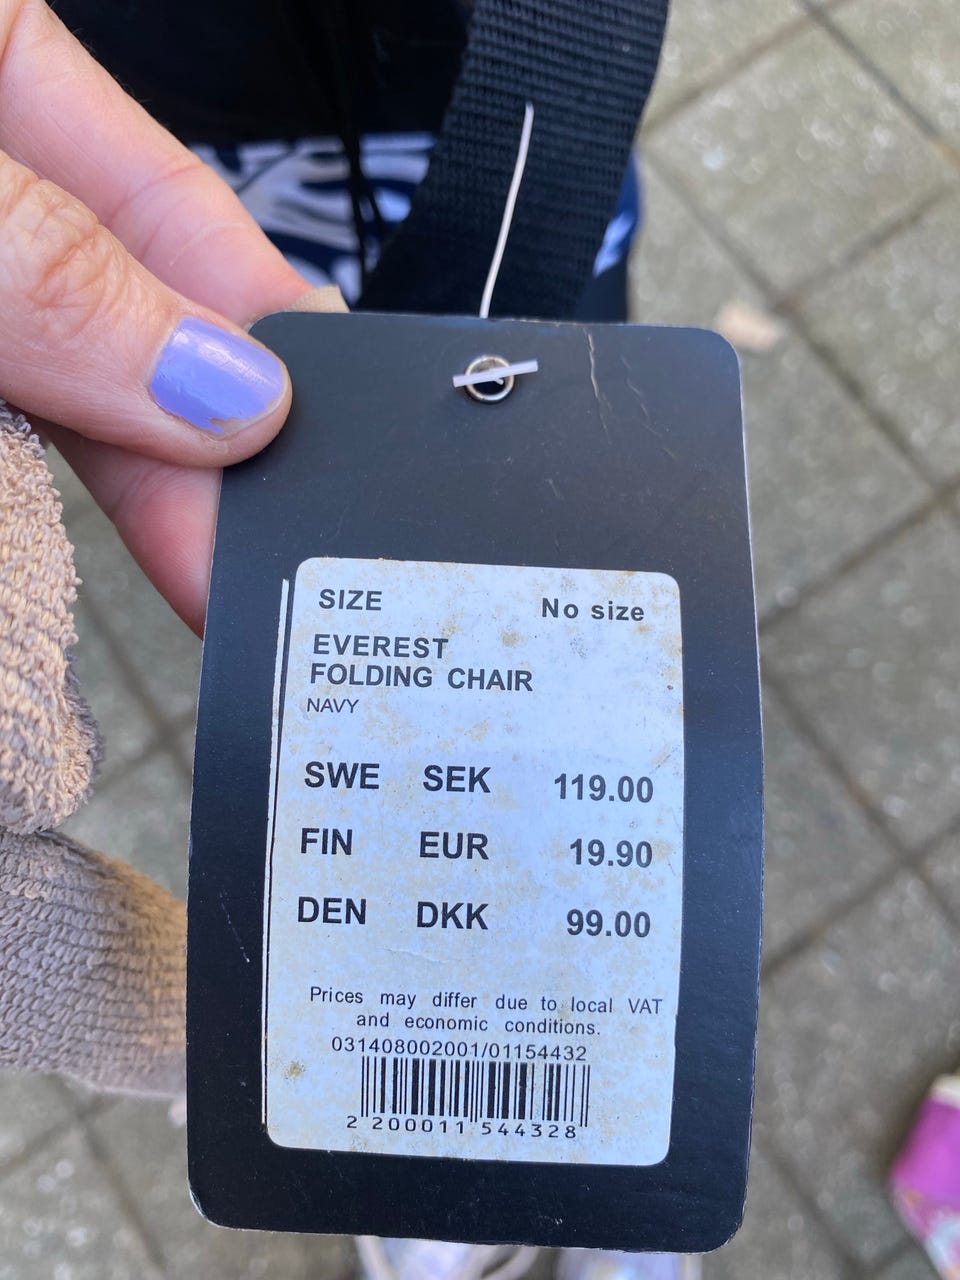 SIZE No size
EVEREST
FOLDING CHAIR
NAVY
SWE SEK 119.00
FIN EUR 19.90
DEN DKK 99.00
Prices may differ due to local VAT
and economic conditions.
031408002001/01154432
2 200011 544328